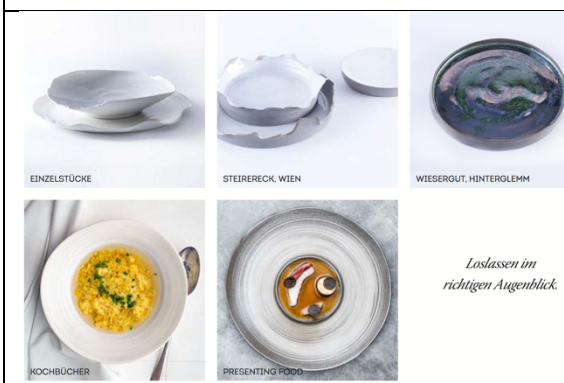 EINZELSTÜCKE
STEIRERECK, WIEN
WIESERGUT, HINTERGLEMM
KOCHBÜCHER
PRESENTING FOOD
Loslassen im
richtigen Augenblick.